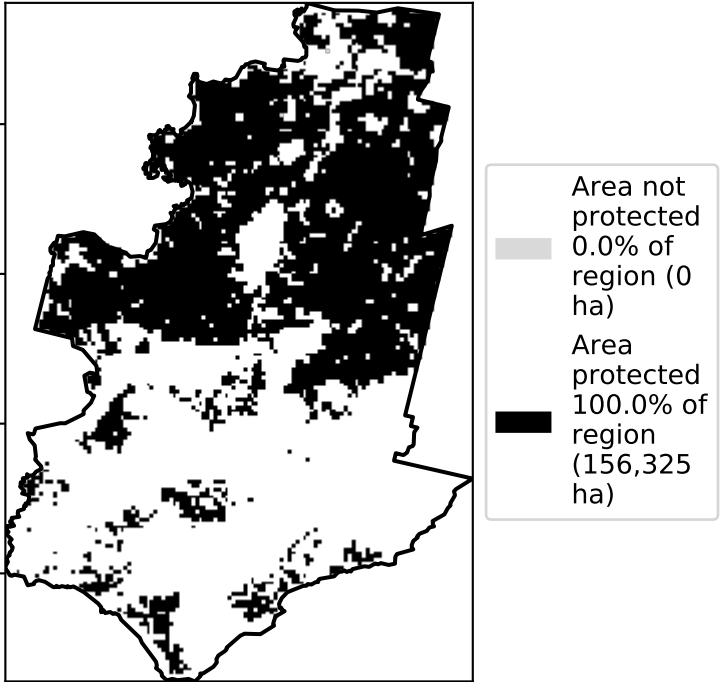 Area not
protected
0.0% of
region (0
ha)
Area
protected
100.0% of
region
(156,325
ha)